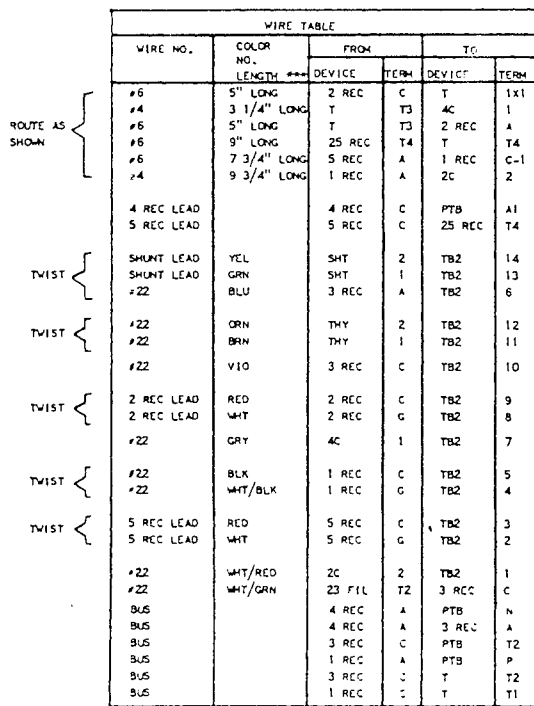 WIRE TABLE
WIRE NO. COLOR NO. LENGTH *** FROM TO
DEVICE TERM DEVICE TERM
ROUTE AS SHOWN
#6 5" LONG 2 REC C T 1X1
#4 3 1/4" LONG T T3 4C 1
#6 5" LONG T T3 2 REC A
#6 9" LONG 25 REC T4 T T4
#6 7 3/4" LONG 5 REC A 1 REC C-1
#4 9 3/4" LONG 1 REC A 2C 2
4 REC LEAD 4 REC C PTB A1
5 REC LEAD 5 REC C 25 REC T4
TWIST
SHUNT LEAD YEL SHT 2 TB2 14
SHUNT LEAD GRN SHT 1 TB2 13
#22 BLU 3 REC A TB2 6
TWIST
#22 ORN THY 2 TB2 12
#22 BRN THY 1 TB2 11
#22 VIO 3 REC C TB2 10
TWIST
2 REC LEAD RED 2 REC C TB2 9
2 REC LEAD WHT 2 REC G TB2 8
#22 GRY 4C 1 TB2 7
TWIST
#22 BLK 1 REC C TB2 5
#22 WHT/BLK 1 REC G TB2 4
TWIST
5 REC LEAD RED 5 REC C TB2 3
5 REC LEAD WHT 5 REC G TB2 2
#22 WHT/RED 2C 2 TB2 1
#22 WHT/GRN 23 FIL T2 3 REC C
BUS 4 REC A PTB N
BUS 4 REC A 3 REC A
BUS 3 REC C PTB T2
BUS 1 REC A PTB P
BUS 3 REC C T T2
BUS 1 REC C T T1